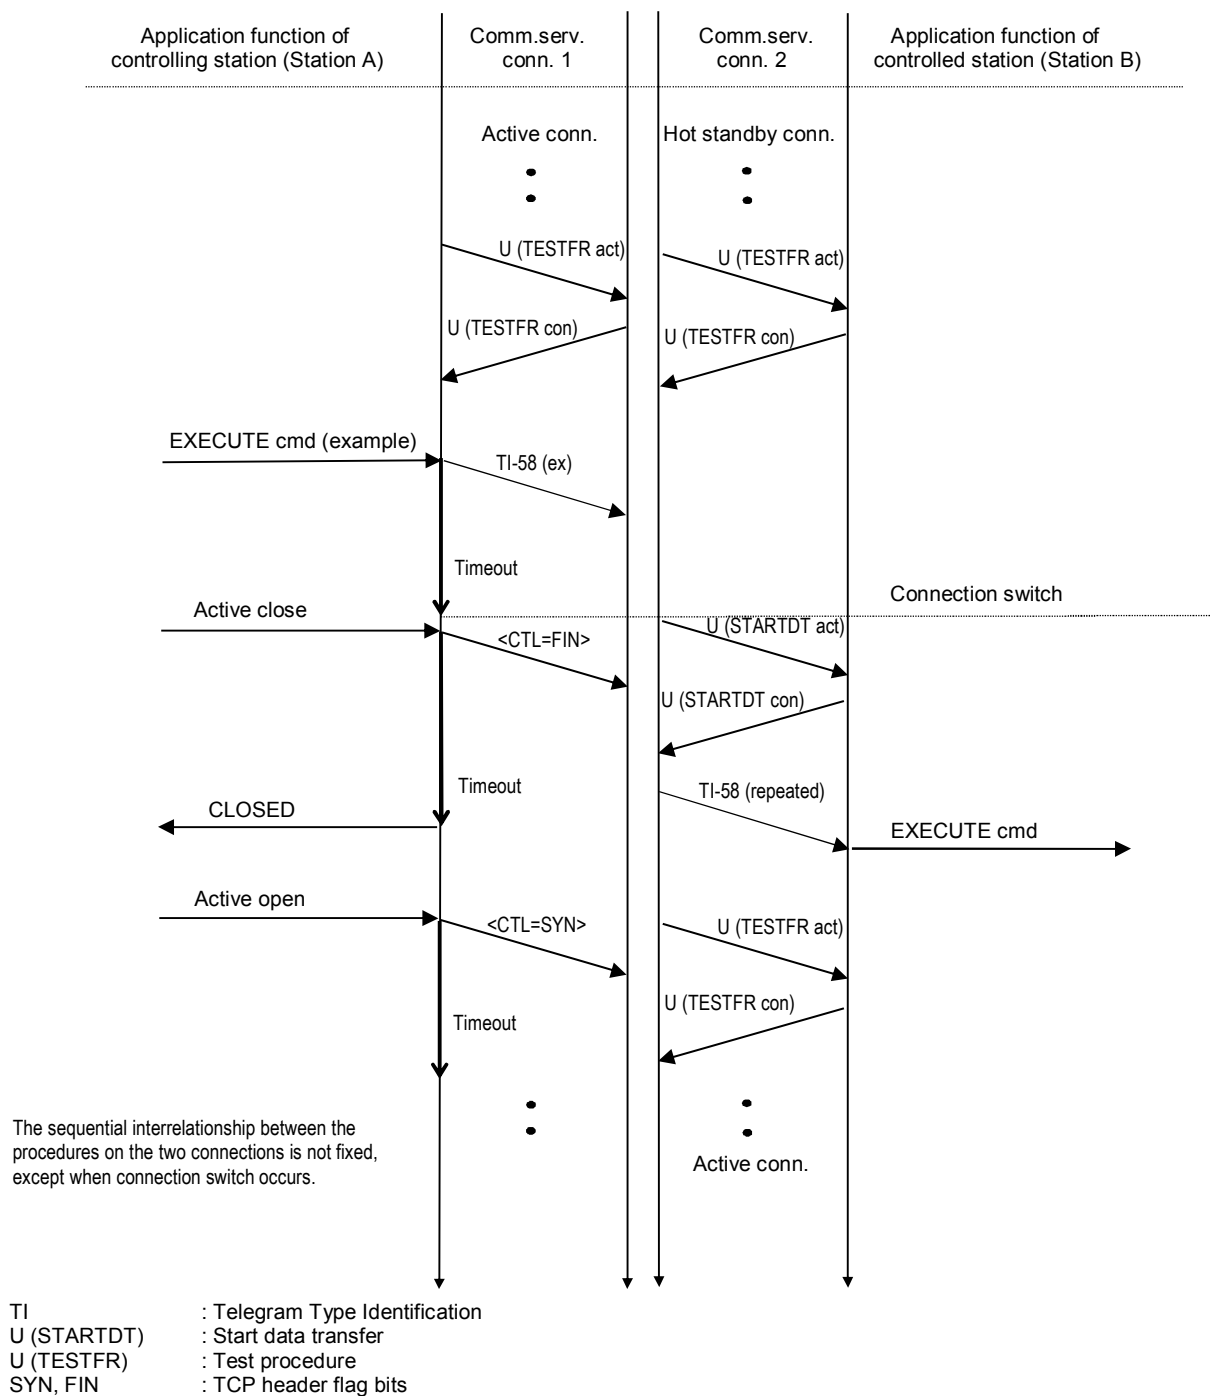 Application function of
controlling station (Station A)
Comm.serv.
conn. 1
Comm.serv.
conn. 2
Application function of
controlled station (Station B)
Active conn.
Hot standby conn.
U (TESTFR act)
U (TESTFR act)
U (TESTFR con)
U (TESTFR con)
EXECUTE cmd (example)
TI-58 (ex)
Timeout
Connection switch
Active close
<CTL=FIN>
U (STARTDT act)
U (STARTDT con)
Timeout
TI-58 (repeated)
CLOSED
EXECUTE cmd
Active open
<CTL=SYN>
U (TESTFR act)
U (TESTFR con)
Timeout
The sequential interrelationship between the
procedures on the two connections is not fixed,
except when connection switch occurs.
Active conn.
TI : Telegram Type Identification
U (STARTDT) : Start data transfer
U (TESTFR) : Test procedure
SYN, FIN : TCP header flag bits